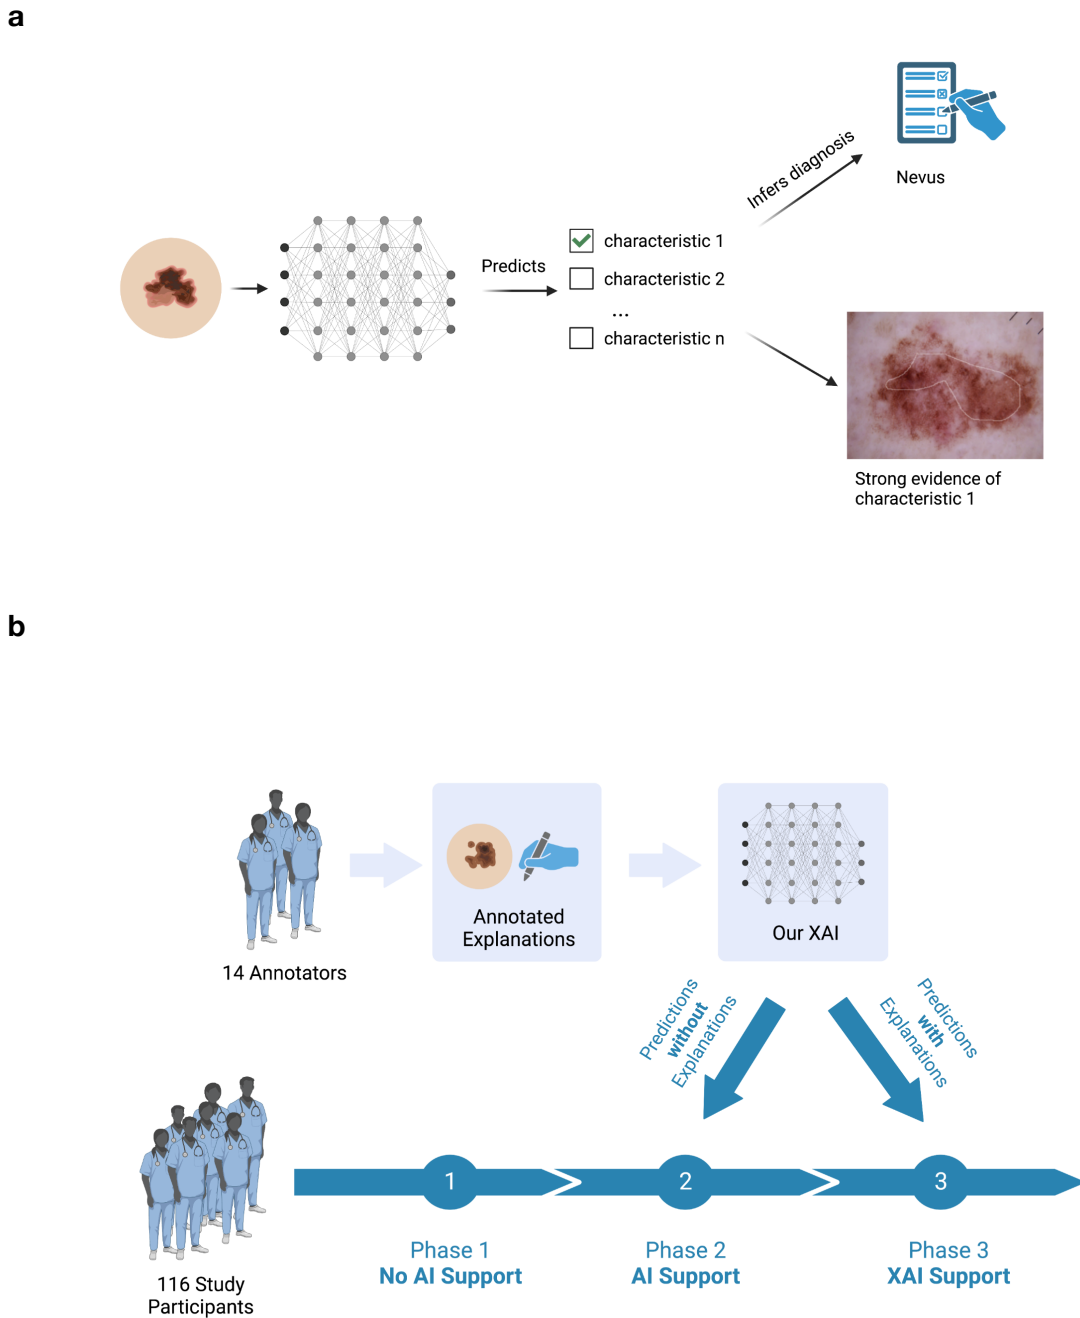 a
Infers diagnosis
Nevus
Predicts
characteristic 1
characteristic 2
...
characteristic n
Strong evidence of
characteristic 1
b
14 Annotators
Annotated
Explanations
Our XAI
Predictions
without
Explanations
Predictions
with
Explanations
116 Study
Participants
1
2
3
Phase 1
No AI Support
Phase 2
AI Support
Phase 3
XAI Support